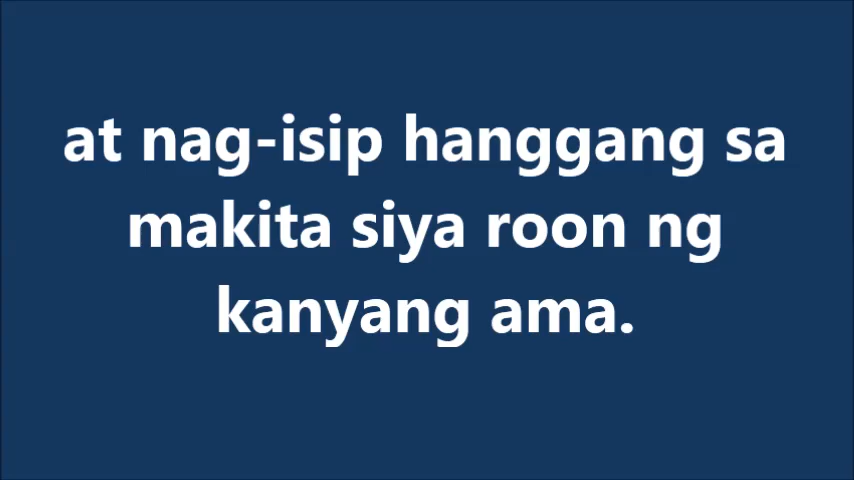 at nag-isip hanggang sa
makita siya roon ng
kanyang ama.